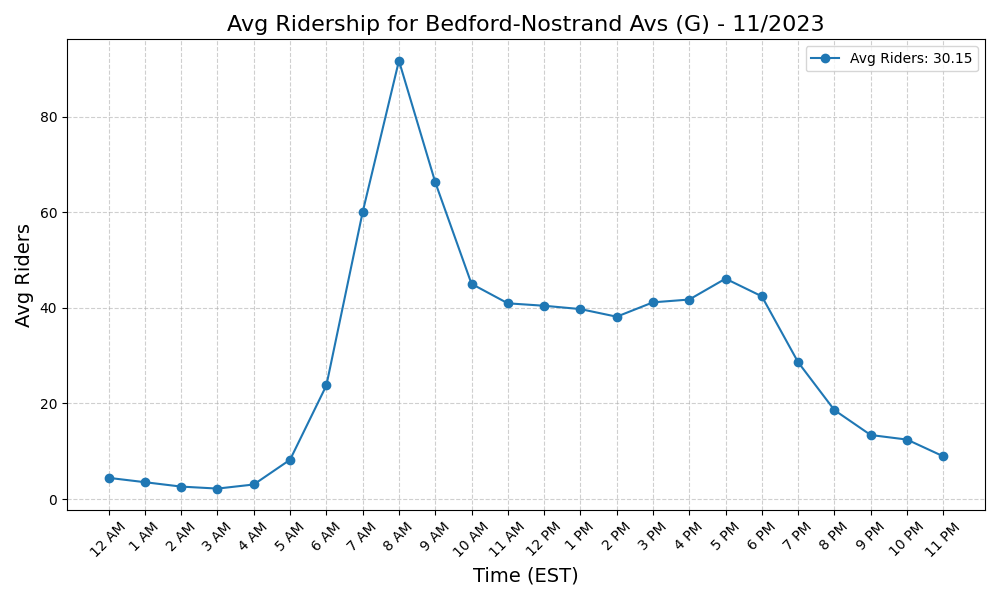 Avg Ridership for Bedford-Nostrand Avs (G) - 11/2023
Avg Riders: 30.15
Avg Riders
80
60
40
20
0
12 AM
1 AM
2 AM
3 AM
4 AM
5 AM
6 AM
7 AM
8 AM
9 AM
10 AM
11 AM
12 PM
1 PM
2 PM
3 PM
4 PM
5 PM
6 PM
7 PM
8 PM
9 PM
10 PM
11 PM
Time (EST)